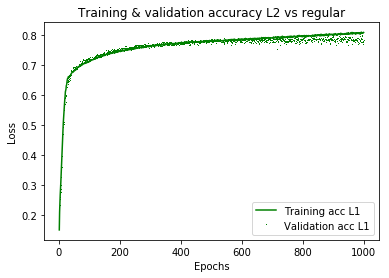 Training & validation accuracy L2 vs regular
0.8
0.7
0.6
0.5
0.4
0.3
0.2
Loss
0
200
400
600
800
1000
Epochs
Training acc L1
Validation acc L1